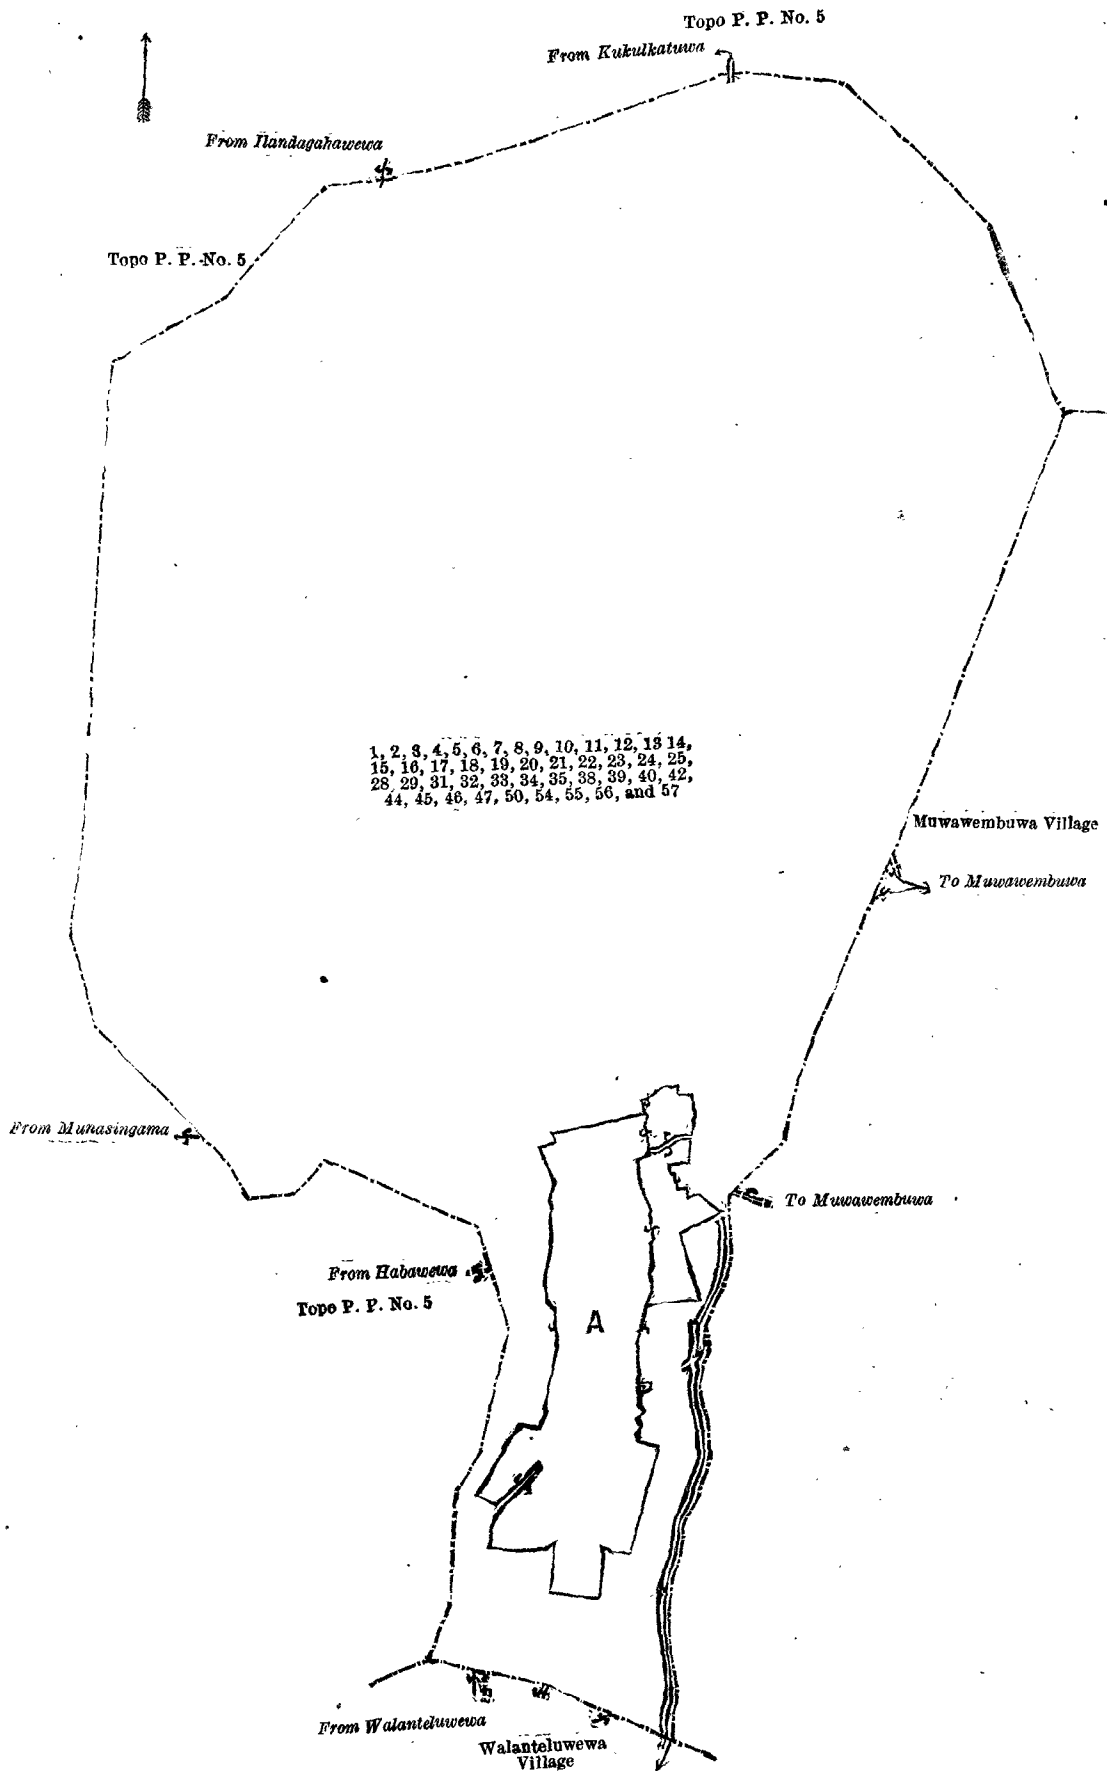 Topo P. P. No. 5
From Kukulkatuwa
From Ilandagahawewa
Topo P. P. No. 5
1, 2, 3, 4, 5, 6, 7, 8, 9, 10, 11, 12, 13 14,
15, 16, 17, 18, 19, 20, 21, 22, 23, 24, 25,
28, 29, 31, 32, 33, 34, 35, 38, 39, 40, 42,
44, 45, 46, 47, 50, 54, 55, 56, and 57
Muwawembuwa Village
To Muwawembuwa
From Munasingama
To Muwawembuwa
From Habawewa
Topo P. P. No. 5
A
From Walanteluwewa
Walanteluwewa
Village